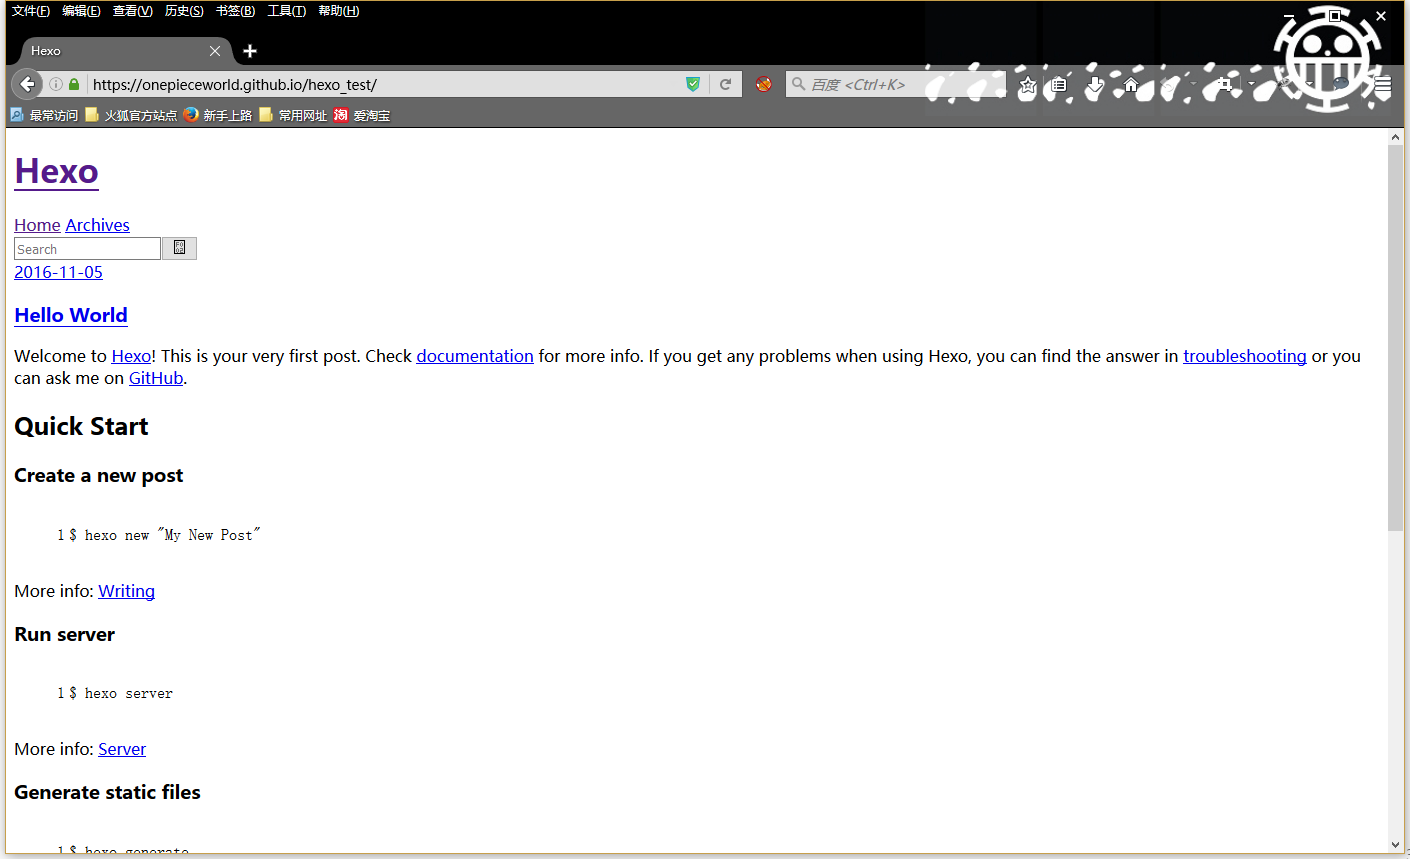 文件(F) 编辑(E) 查看(V) 历史(S) 书签(B) 工具(T) 帮助(H)
Hexo
https://onepieceworld.github.io/hexo_test/
百度 <Ctrl+K>
最常访问 火狐官方站点 新手上路 常用网址 淘 爱淘宝
Hexo
Home Archives
Search
2016-11-05
Hello World
Welcome to Hexo! This is your very first post. Check documentation for more info. If you get any problems when using Hexo, you can find the answer in troubleshooting or you
can ask me on GitHub.
Quick Start
Create a new post
1 $ hexo new "My New Post"
More info: Writing
Run server
1 $ hexo server
More info: Server
Generate static files
1 $ hexo generate